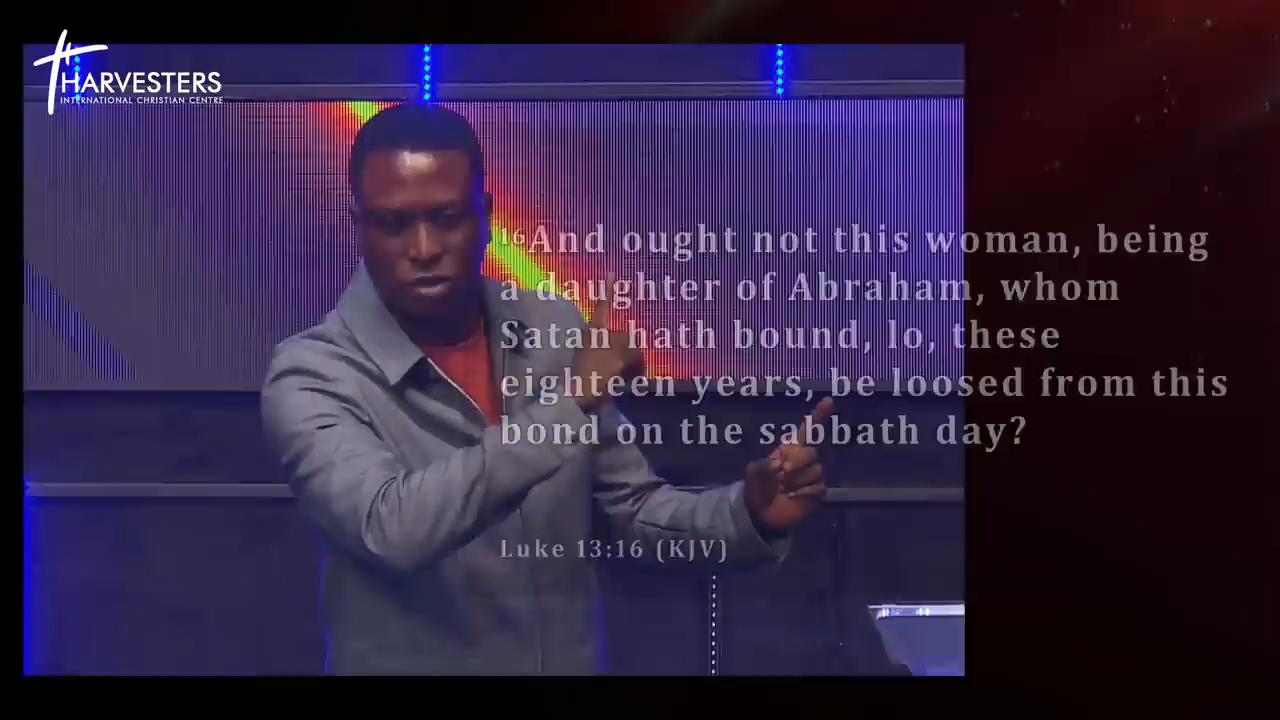 HARVESTERS
INTERNATIONAL CHRISTIAN CENTRE
16And ought not this woman, being
a daughter of Abraham, whom
Satan hath bound, lo, these
eighteen years, be loosed from this
bond on the sabbath day?
Luke 13:16 (KJV)